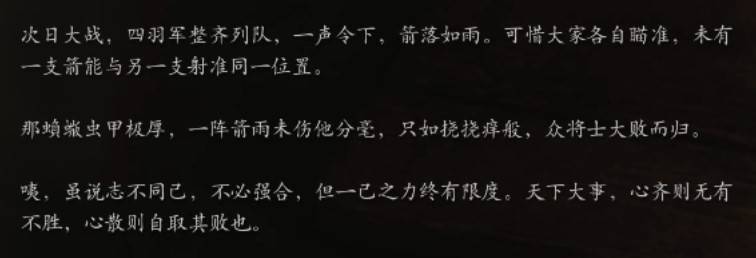 次日大战，四羽军整齐列队，一声令下，箭落如雨。可惜大家各自瞄准，未有
一支箭能与另一支射准同一位置。
那蝜蝂虫甲极厚，一阵箭雨未伤他分毫，只如挠挠痒般，众将士大败而归。
咦，虽说志不同己，不必强合，但一己之力终有限度。天下大事，心齐则无有
不胜，心散则自取其败也。